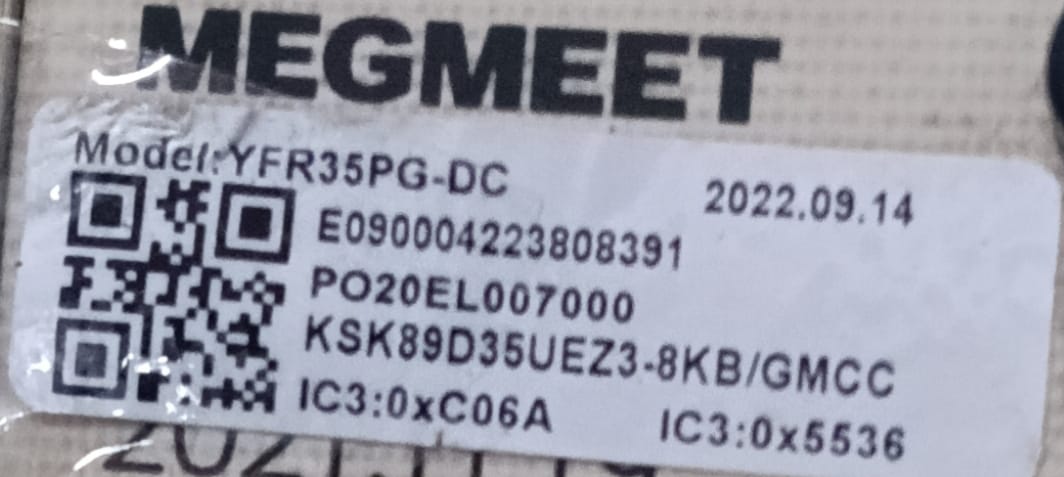 MEGMEET
Model:YFR35PG-DC 2022.09.14
E090004223808391
PO20EL007000
KSK89D35UEZ3-8KB/GMCC
IC3:0xC06A IC3:0x5536